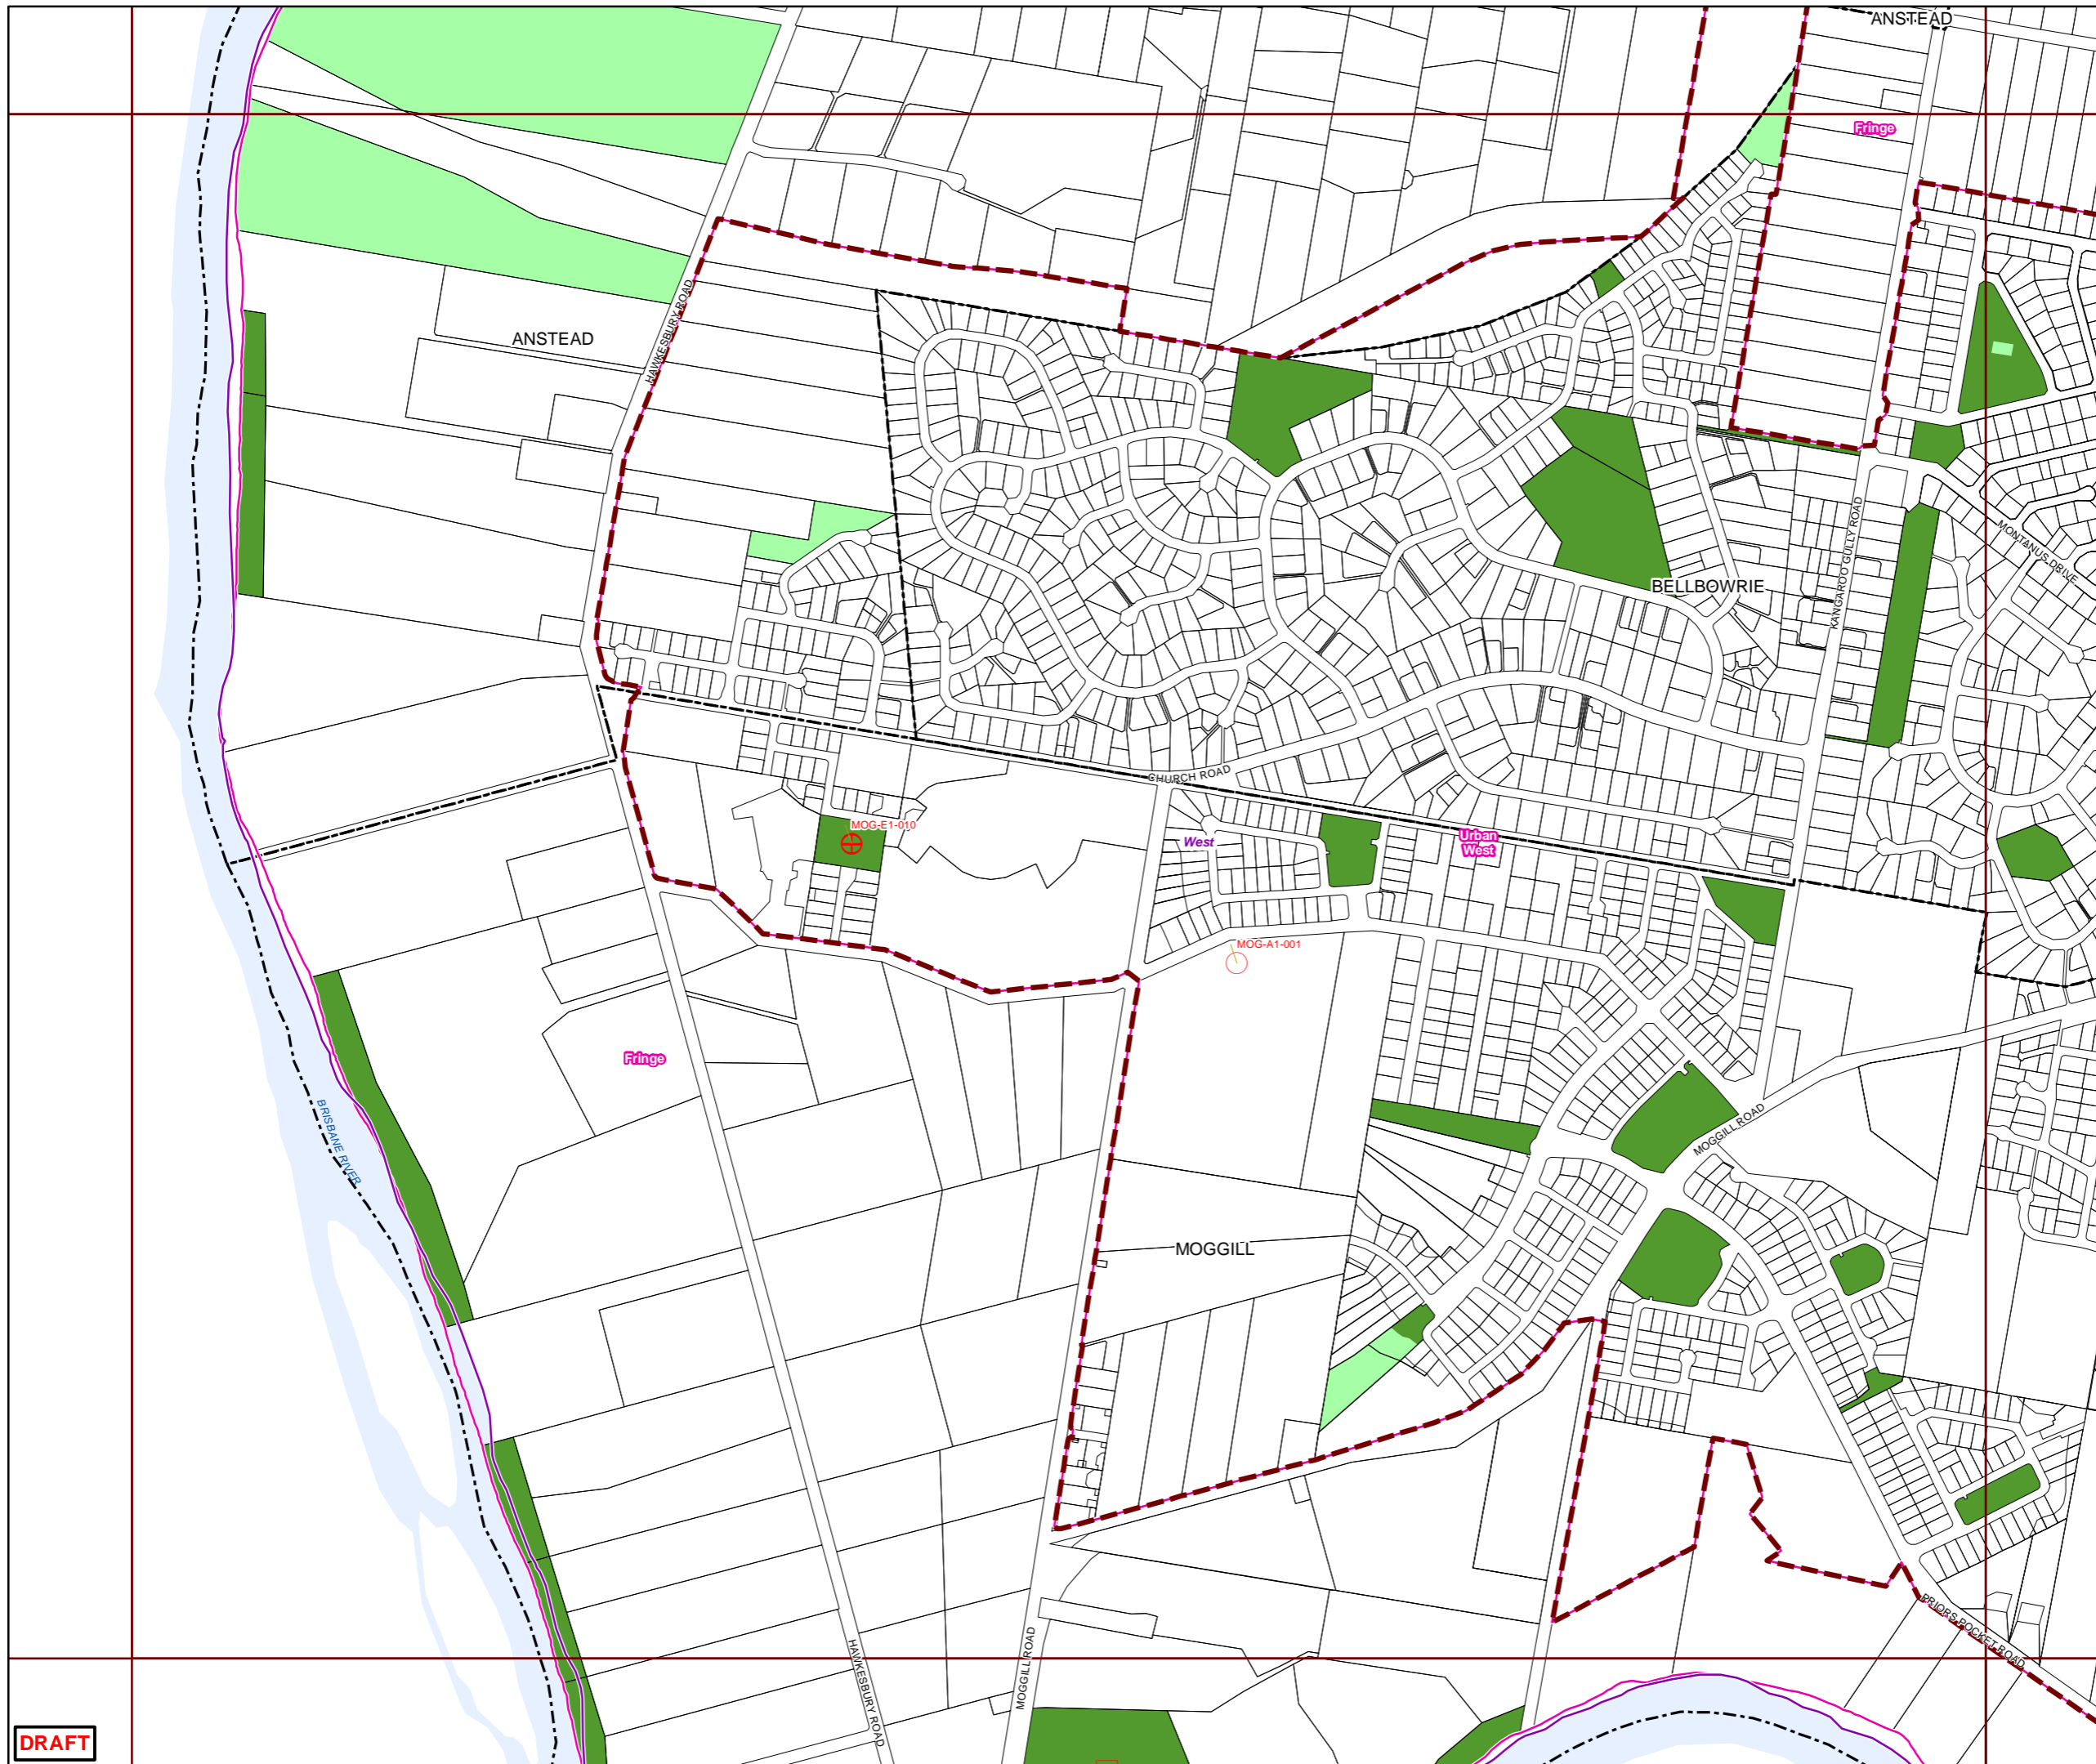 ANSTEAD
Fringe
HAWKESBURY ROAD
ANSTEAD
KANGAROO GULLY ROAD
MONTANUS DRIVE
BELLBOWRIE
CHURCH ROAD
MOG-E1-010
West
Urban
West
MOG-A1-001
Fringe
BRISBANE RIVER
MOGGILL ROAD
MOGGILL
PRIORS POCKET ROAD
HAWKESBURY ROAD
MOGGILL ROAD
DRAFT